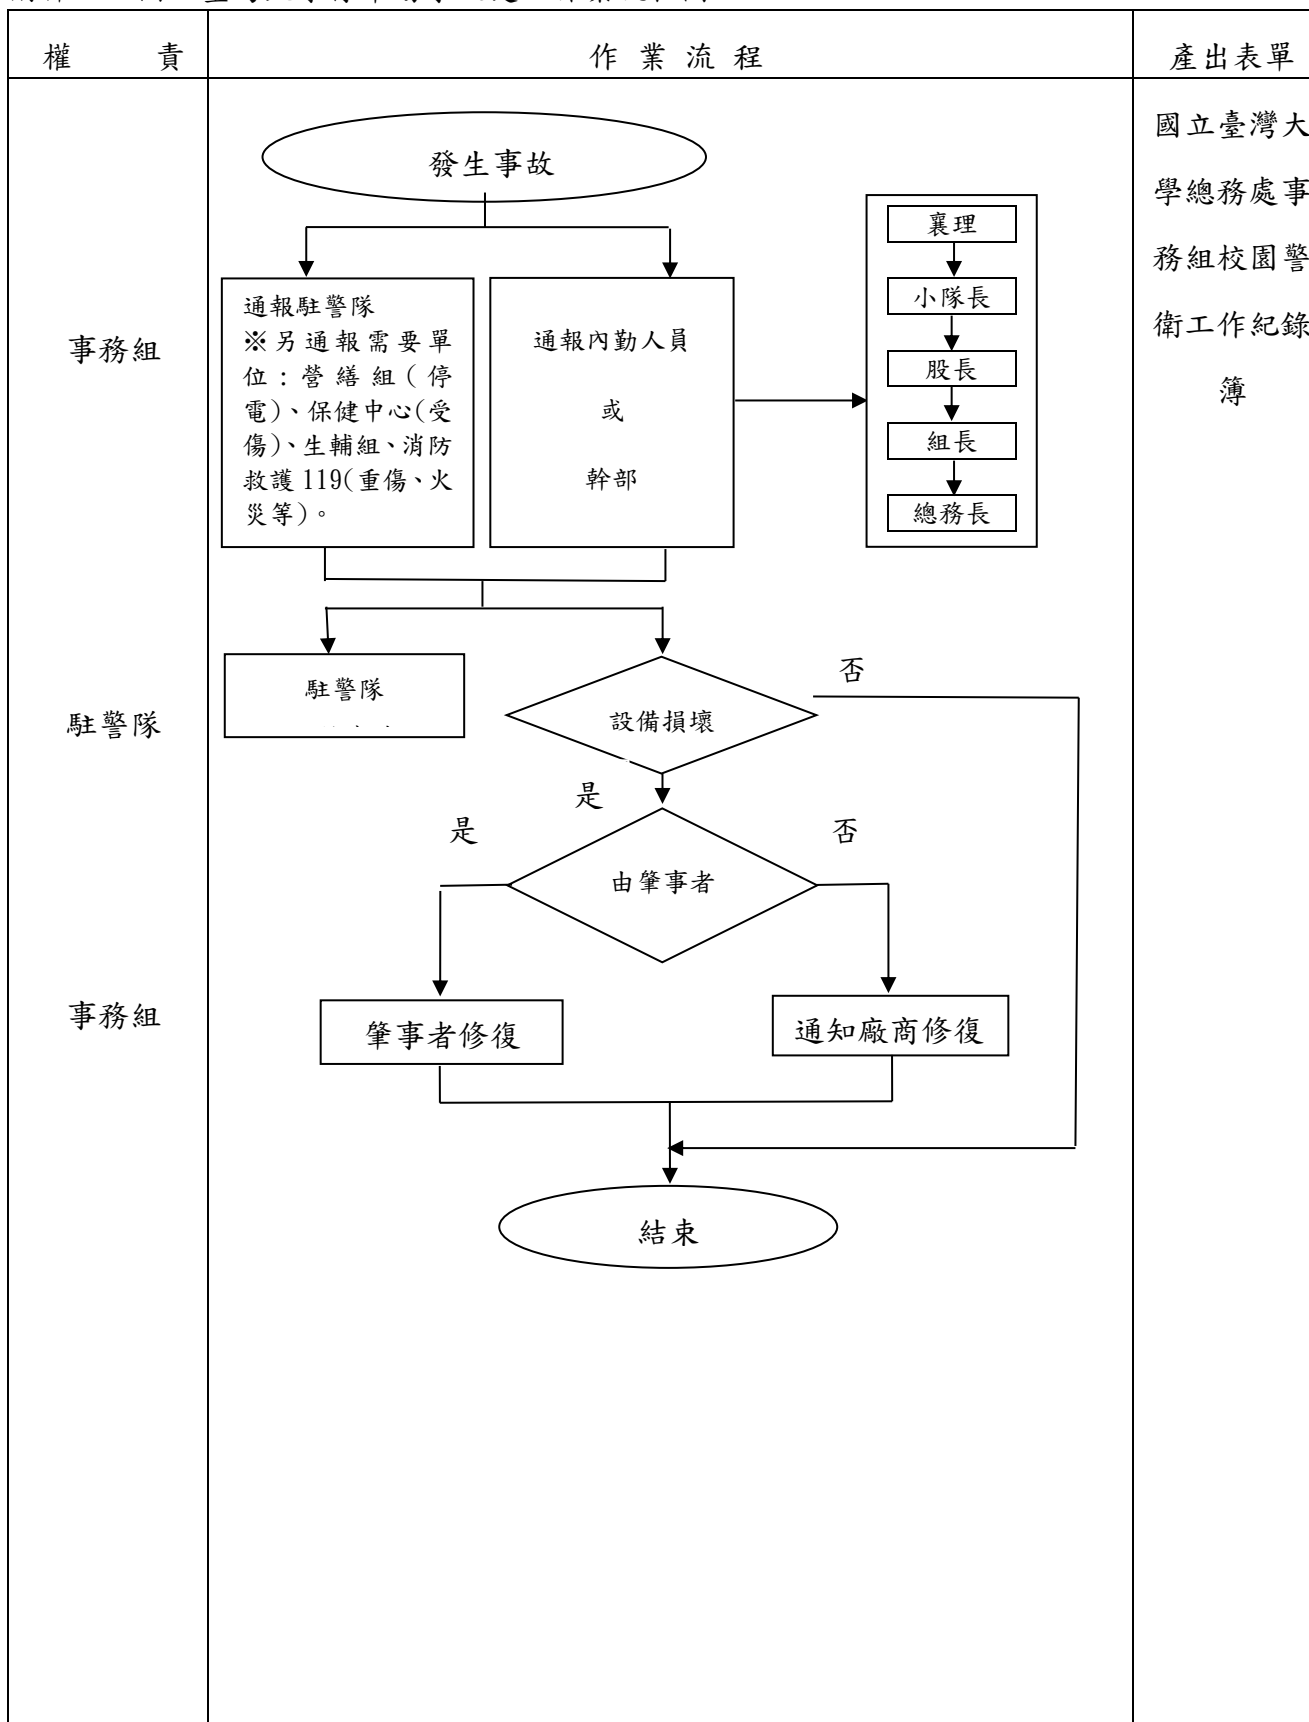 權 責
作 業 流 程
產出表單
國立臺灣大
學總務處事
務組校園警
衛工作紀錄
簿
發生事故
襄理
小隊長
股長
組長
總務長
事務組
通報駐警隊
※另通報需要單
位：營繕組（停
電）、保健中心（受
傷）、生輔組、消防
救護 119（重傷、火
災等）。
通報內勤人員
或
幹部
駐警隊
駐警隊
設備損壞
否
是
是
否
由肇事者
事務組
肇事者修復
通知廠商修復
結束